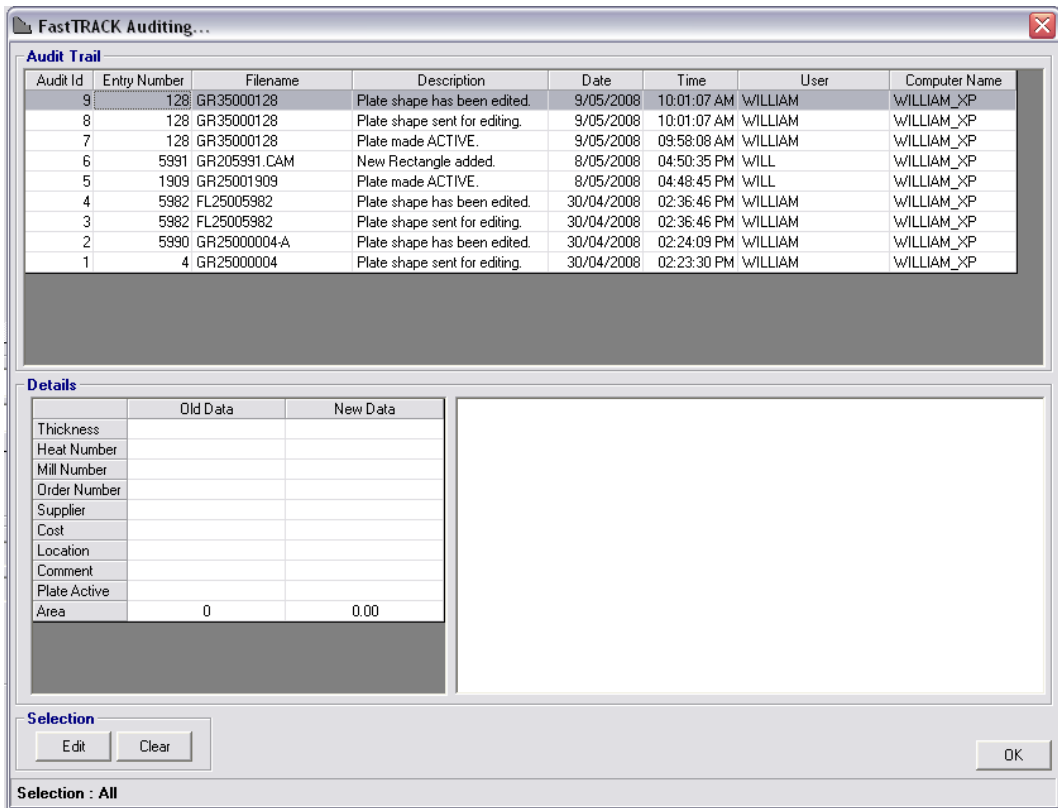 FastTRACK Auditing...
Audit Trail
Audit Id Entry Number Filename Description Date Time User Computer Name
9 128 GR35000128 Plate shape has been edited. 9/05/2008 10:01:07 AM WILLIAM WILLIAM_XP
8 128 GR35000128 Plate shape sent for editing. 9/05/2008 10:01:07 AM WILLIAM WILLIAM_XP
7 128 GR35000128 Plate made ACTIVE. 9/05/2008 09:58:08 AM WILLIAM WILLIAM_XP
6 5991 GR205991.CAM New Rectangle added. 8/05/2008 04:50:35 PM WILL WILLIAM_XP
5 1909 GR25001909 Plate made ACTIVE. 8/05/2008 04:48:45 PM WILL WILLIAM_XP
4 5982 FL25005982 Plate shape has been edited. 30/04/2008 02:36:46 PM WILLIAM WILLIAM_XP
3 5982 FL25005982 Plate shape sent for editing. 30/04/2008 02:36:46 PM WILLIAM WILLIAM_XP
2 5990 GR25000004-A Plate shape has been edited. 30/04/2008 02:24:09 PM WILLIAM WILLIAM_XP
1 4 GR25000004 Plate shape sent for editing. 30/04/2008 02:23:30 PM WILLIAM WILLIAM_XP
Details
Old Data New Data
Thickness
Heat Number
Mill Number
Order Number
Supplier
Cost
Location
Comment
Plate Active
Area 0 0.00
Selection
Edit Clear
OK
Selection : All